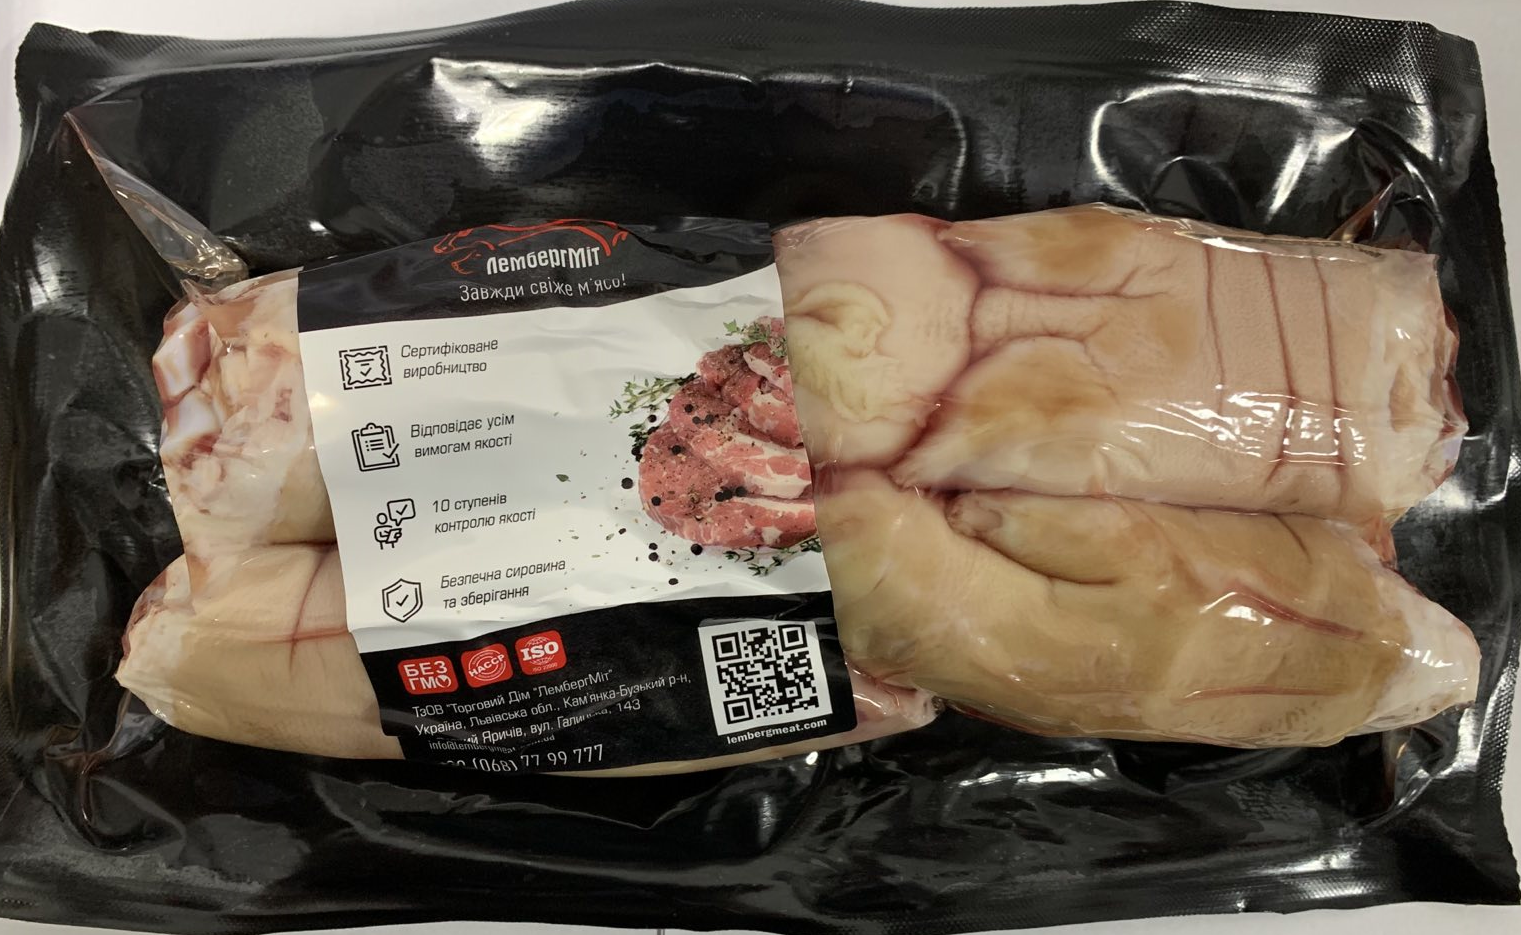 ЛембергМіт
Завжди свіже м'ясо!
Сертифіковане
виробництво
Відповідає усім
вимогам якості
10 ступенів
контролю якості
Безпечна сировина
та зберігання
БЕЗ
ГМО
HACCP
ISO
ISO 22000
ТзОВ "Торговий Дім "ЛембергМіт"
Україна, Львівська обл., Кам'янка-Бузький р-н,
Яричів, вул. 143
(068) 77 99 777
lembergmeat.com